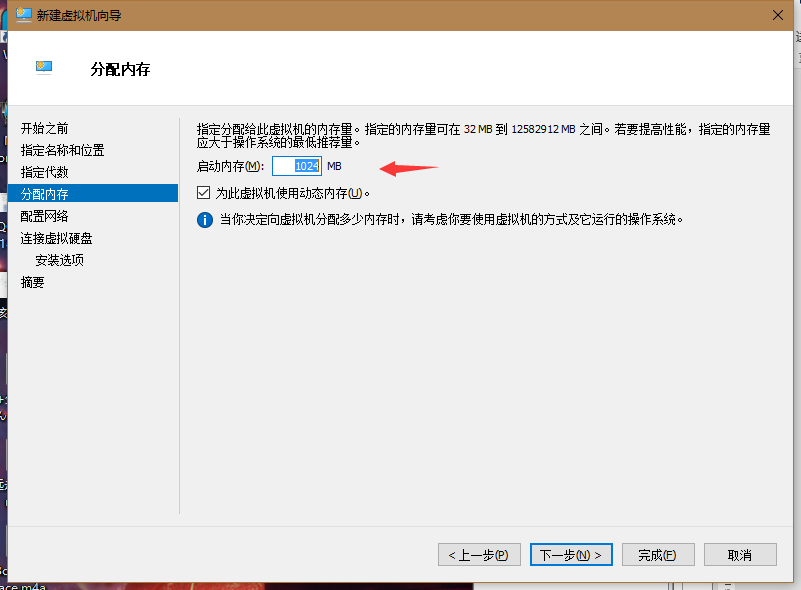 新建虚拟机向导
分配内存
开始之前
指定名称和位置
指定代数
分配内存
配置网络
连接虚拟硬盘
安装选项
摘要
指定分配给此虚拟机的内存量。指定的内存量可在 32 MB 到 12582912 MB 之间。若要提高性能，指定的内存量
应大于操作系统的最低推荐量。
启动内存(M): 1024 MB
为此虚拟机使用动态内存(U)。
当你决定向虚拟机分配多少内存时，请考虑你要使用虚拟机的方式及它运行的操作系统。
< 上一步(P) 下一步(N) > 完成(F) 取消
ace.m4a